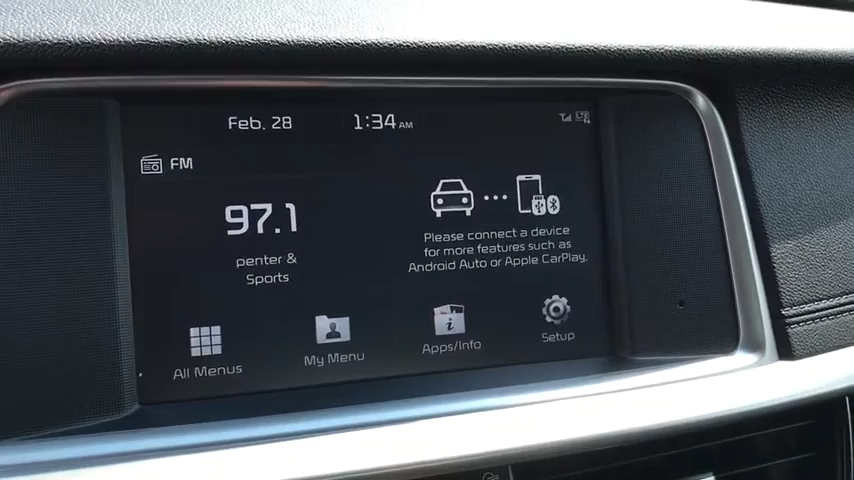 Feb. 28 1:34 AM LTE
FM
97.1
penter &
Sports
Please connect a device
for more features such as
Android Auto or Apple CarPlay.
All Menus My Menu Apps/Info Setup